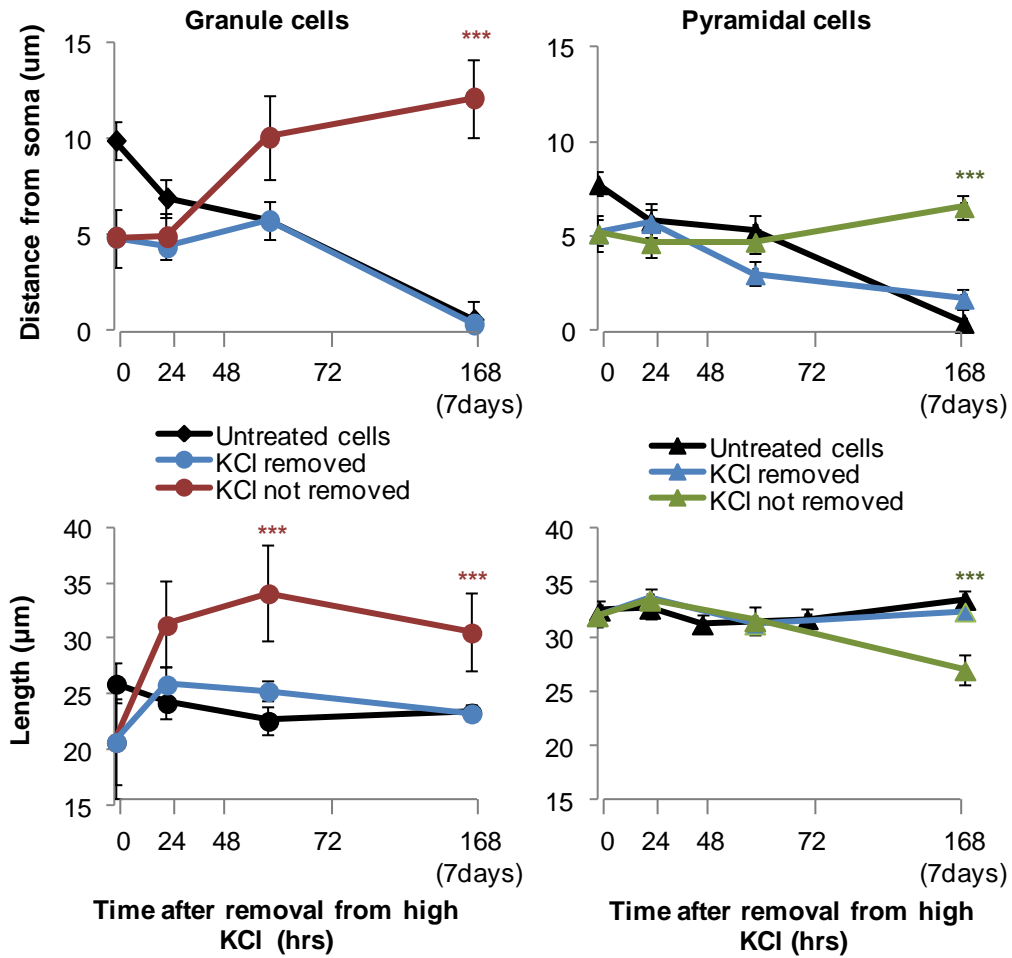 Granule cells
Pyramidal cells
Distance from soma (um)
***
15
10
5
0
0 24 48 72 168
(7days)
***
15
10
5
0
0 24 48 72 168
(7days)
Untreated cells
KCl removed
KCl not removed
Untreated cells
KCl removed
KCl not removed
Length (µm)
*** ***
40
35
30
25
20
15
0 24 48 72 168
(7days)
***
40
35
30
25
20
15
0 24 48 72 168
(7days)
Time after removal from high
KCl (hrs)
Time after removal from high
KCl (hrs)